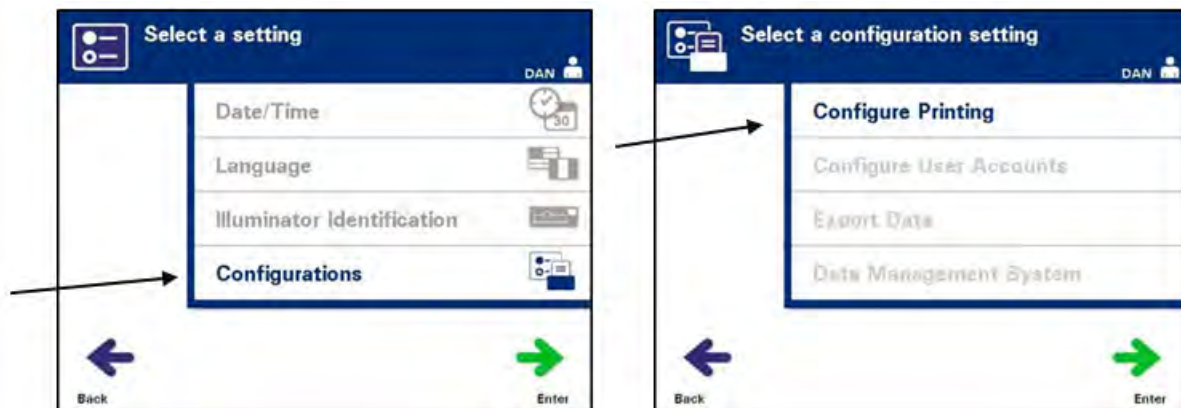 Select a setting
DAN
Date/Time
30
Language
Illuminator Identification
Configurations
Back
Enter
Select a configuration setting
DAN
Configure Printing
Configure User Accounts
Export Data
Data Management System
Back
Enter